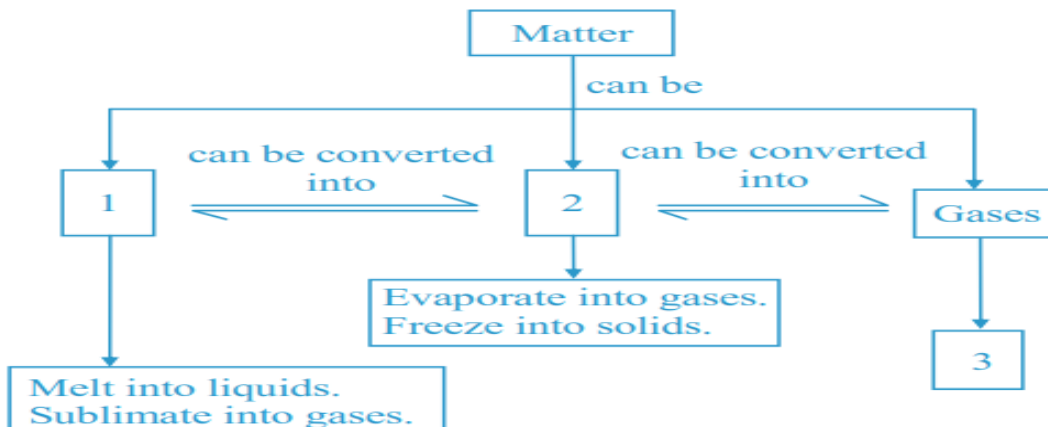 Matter
can be
can be converted
into
can be converted
into
1
2
Gases
Evaporate into gases.
Freeze into solids.
3
Melt into liquids.
Sublimate into gases.